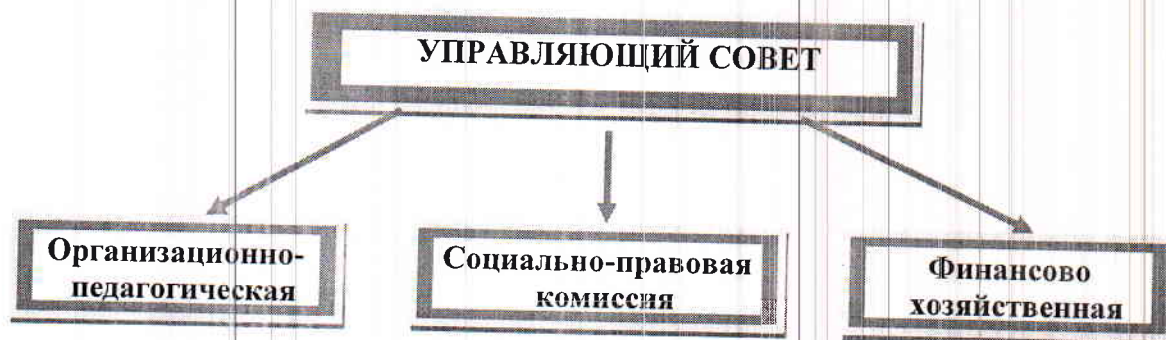 УПРАВЛЯЮЩИЙ СОВЕТ
Организационно-
педагогическая
Социально-правовая
комиссия
Финансово
хозяйственная